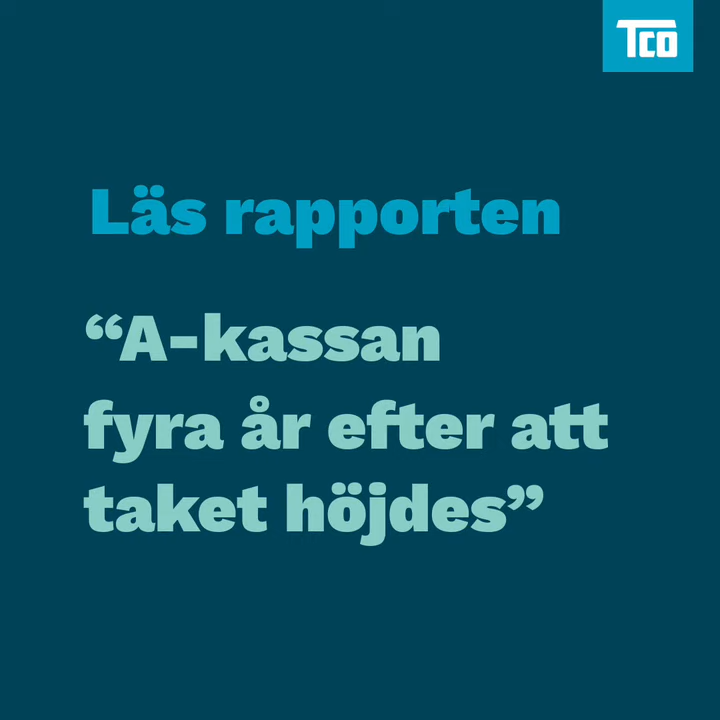 TCO
Läs rapporten
“A-kassan
fyra år efter att
taket höjdes”